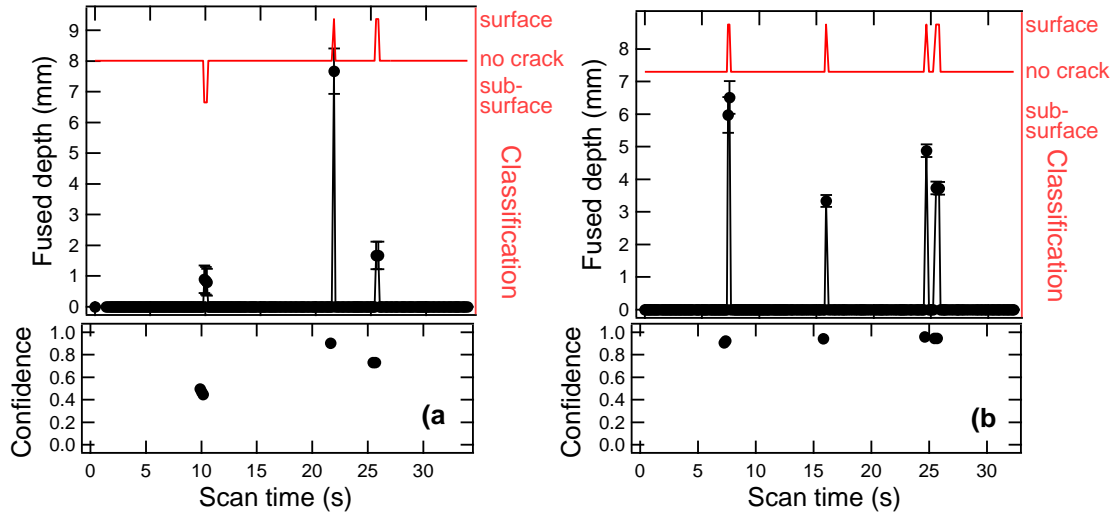 9
8
7
6
5
4
3
2
1
0
Fused depth (mm)
surface
no crack
sub-
surface
Classification
1.0
0.8
0.6
0.4
0.2
0.0
Confidence
(a
0 5 10 15 20 25 30
Scan time (s)
8
7
6
5
4
3
2
1
0
Fused depth (mm)
surface
no crack
sub-
surface
Classification
1.0
0.8
0.6
0.4
0.2
0.0
Confidence
(b
0 5 10 15 20 25 30
Scan time (s)